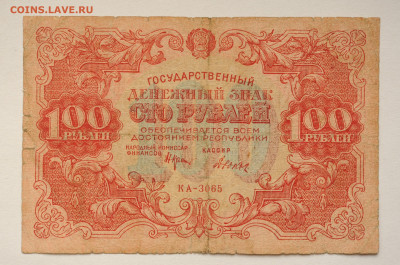 COINS.LAVE.RU
ГОСУДАРСТВЕННЫЙ
ДЕНЕЖНЫЙ ЗНАК
СТО РУБЛЕЙ
100 РУБЛЕЙ
100 РУБЛЕЙ
ОБЕСПЕЧИВАЕТСЯ ВСЕМ
ДОСТОЯНИЕМ РЕСПУБЛИКИ
НАРОДНЫЙ КОМИССАР
ФИНАНСОВ
КАССИР
КА-3065